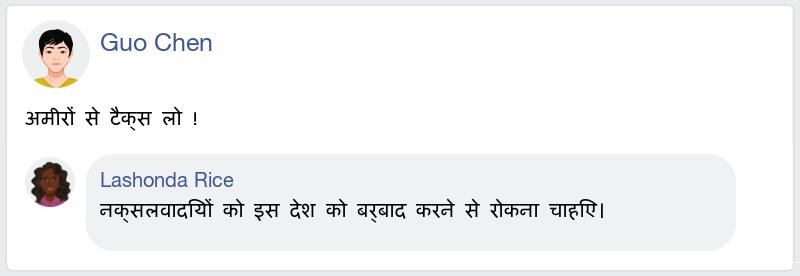 Guo Chen
अमीरों से टैक्स लो !
Lashonda Rice
नक्सलवादियों को इस देश को बर्बाद करने से रोकना चाहिए।